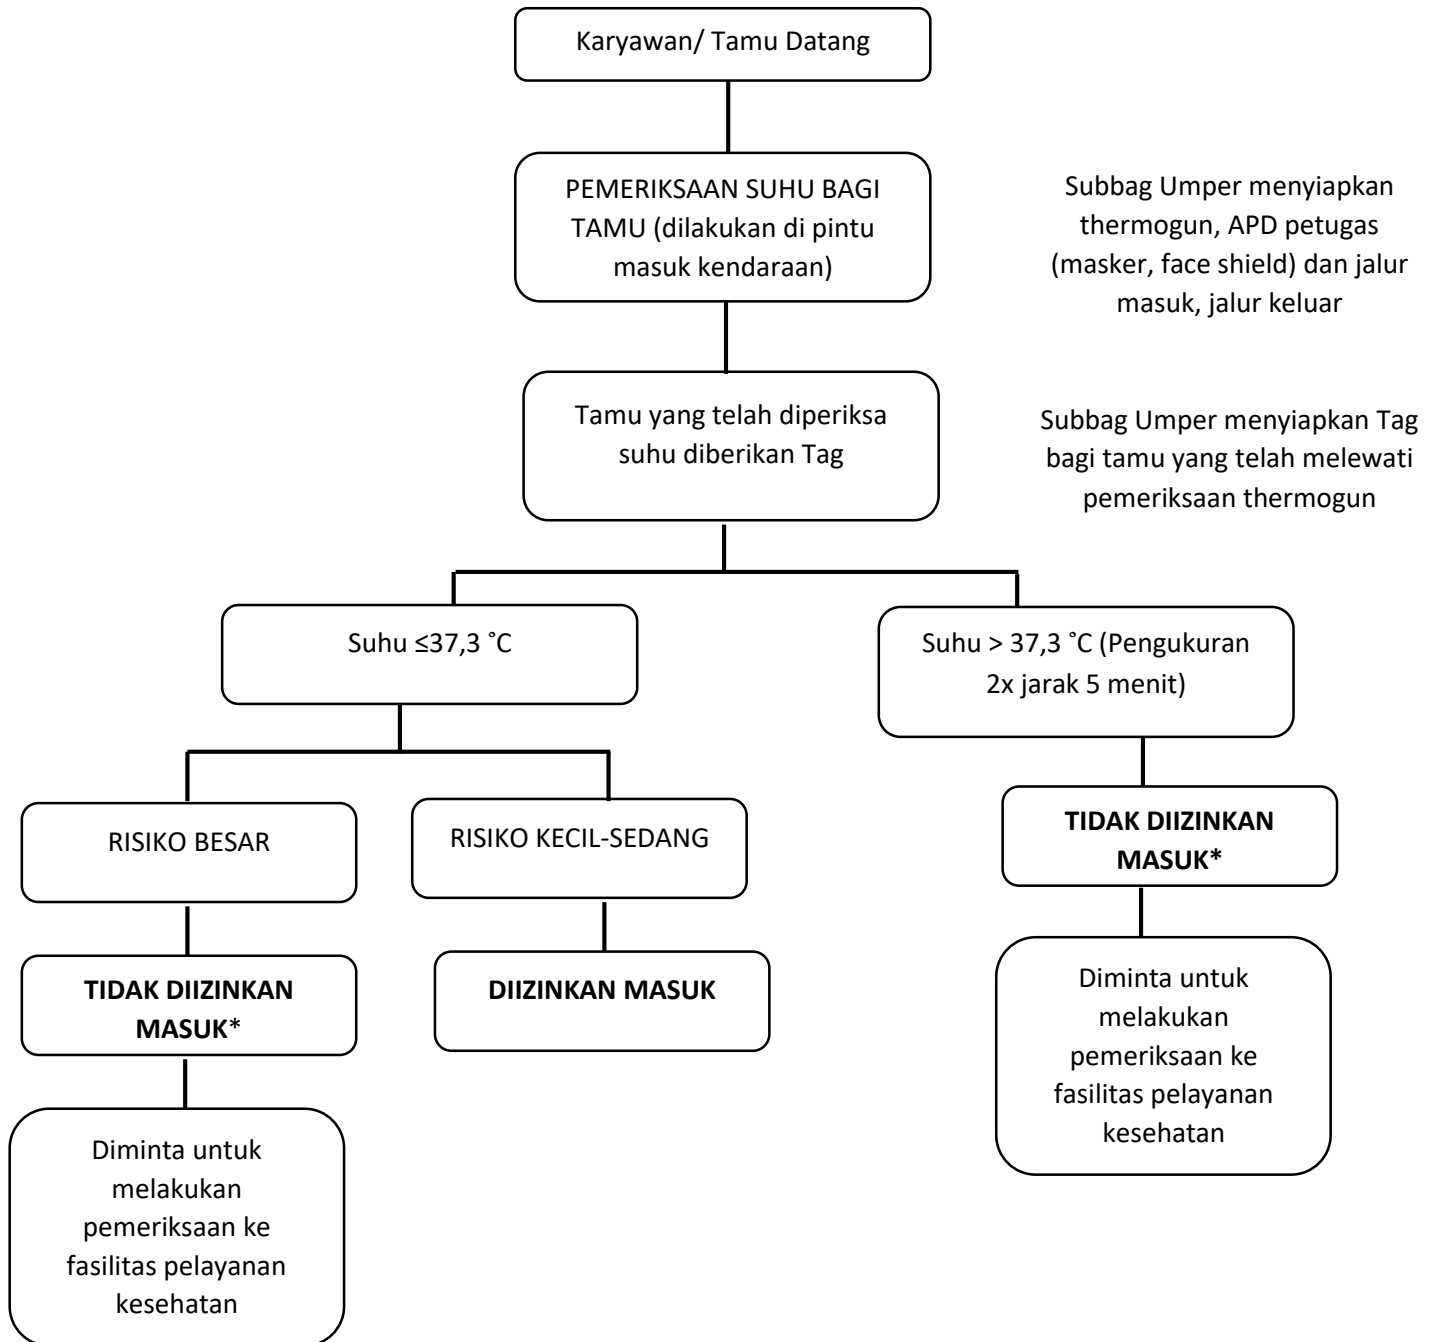 Karyawan/ Tamu Datang
PEMERIKSAAN SUHU BAGI
TAMU (dilakukan di pintu
masuk kendaraan)
Subbag Umper menyiapkan
thermogun, APD petugas
(masker, face shield) dan jalur
masuk, jalur keluar
Tamu yang telah diperiksa
suhu diberikan Tag
Subbag Umper menyiapkan Tag
bagi tamu yang telah melewati
pemeriksaan thermogun
Suhu ≤37,3 ˚C
Suhu > 37,3 ˚C (Pengukuran
2x jarak 5 menit)
RISIKO BESAR
RISIKO KECIL-SEDANG
TIDAK DIIZINKAN
MASUK*
TIDAK DIIZINKAN
MASUK*
DIIZINKAN MASUK
Diminta untuk
melakukan
pemeriksaan ke
fasilitas pelayanan
kesehatan
Diminta untuk
melakukan
pemeriksaan ke
fasilitas pelayanan
kesehatan